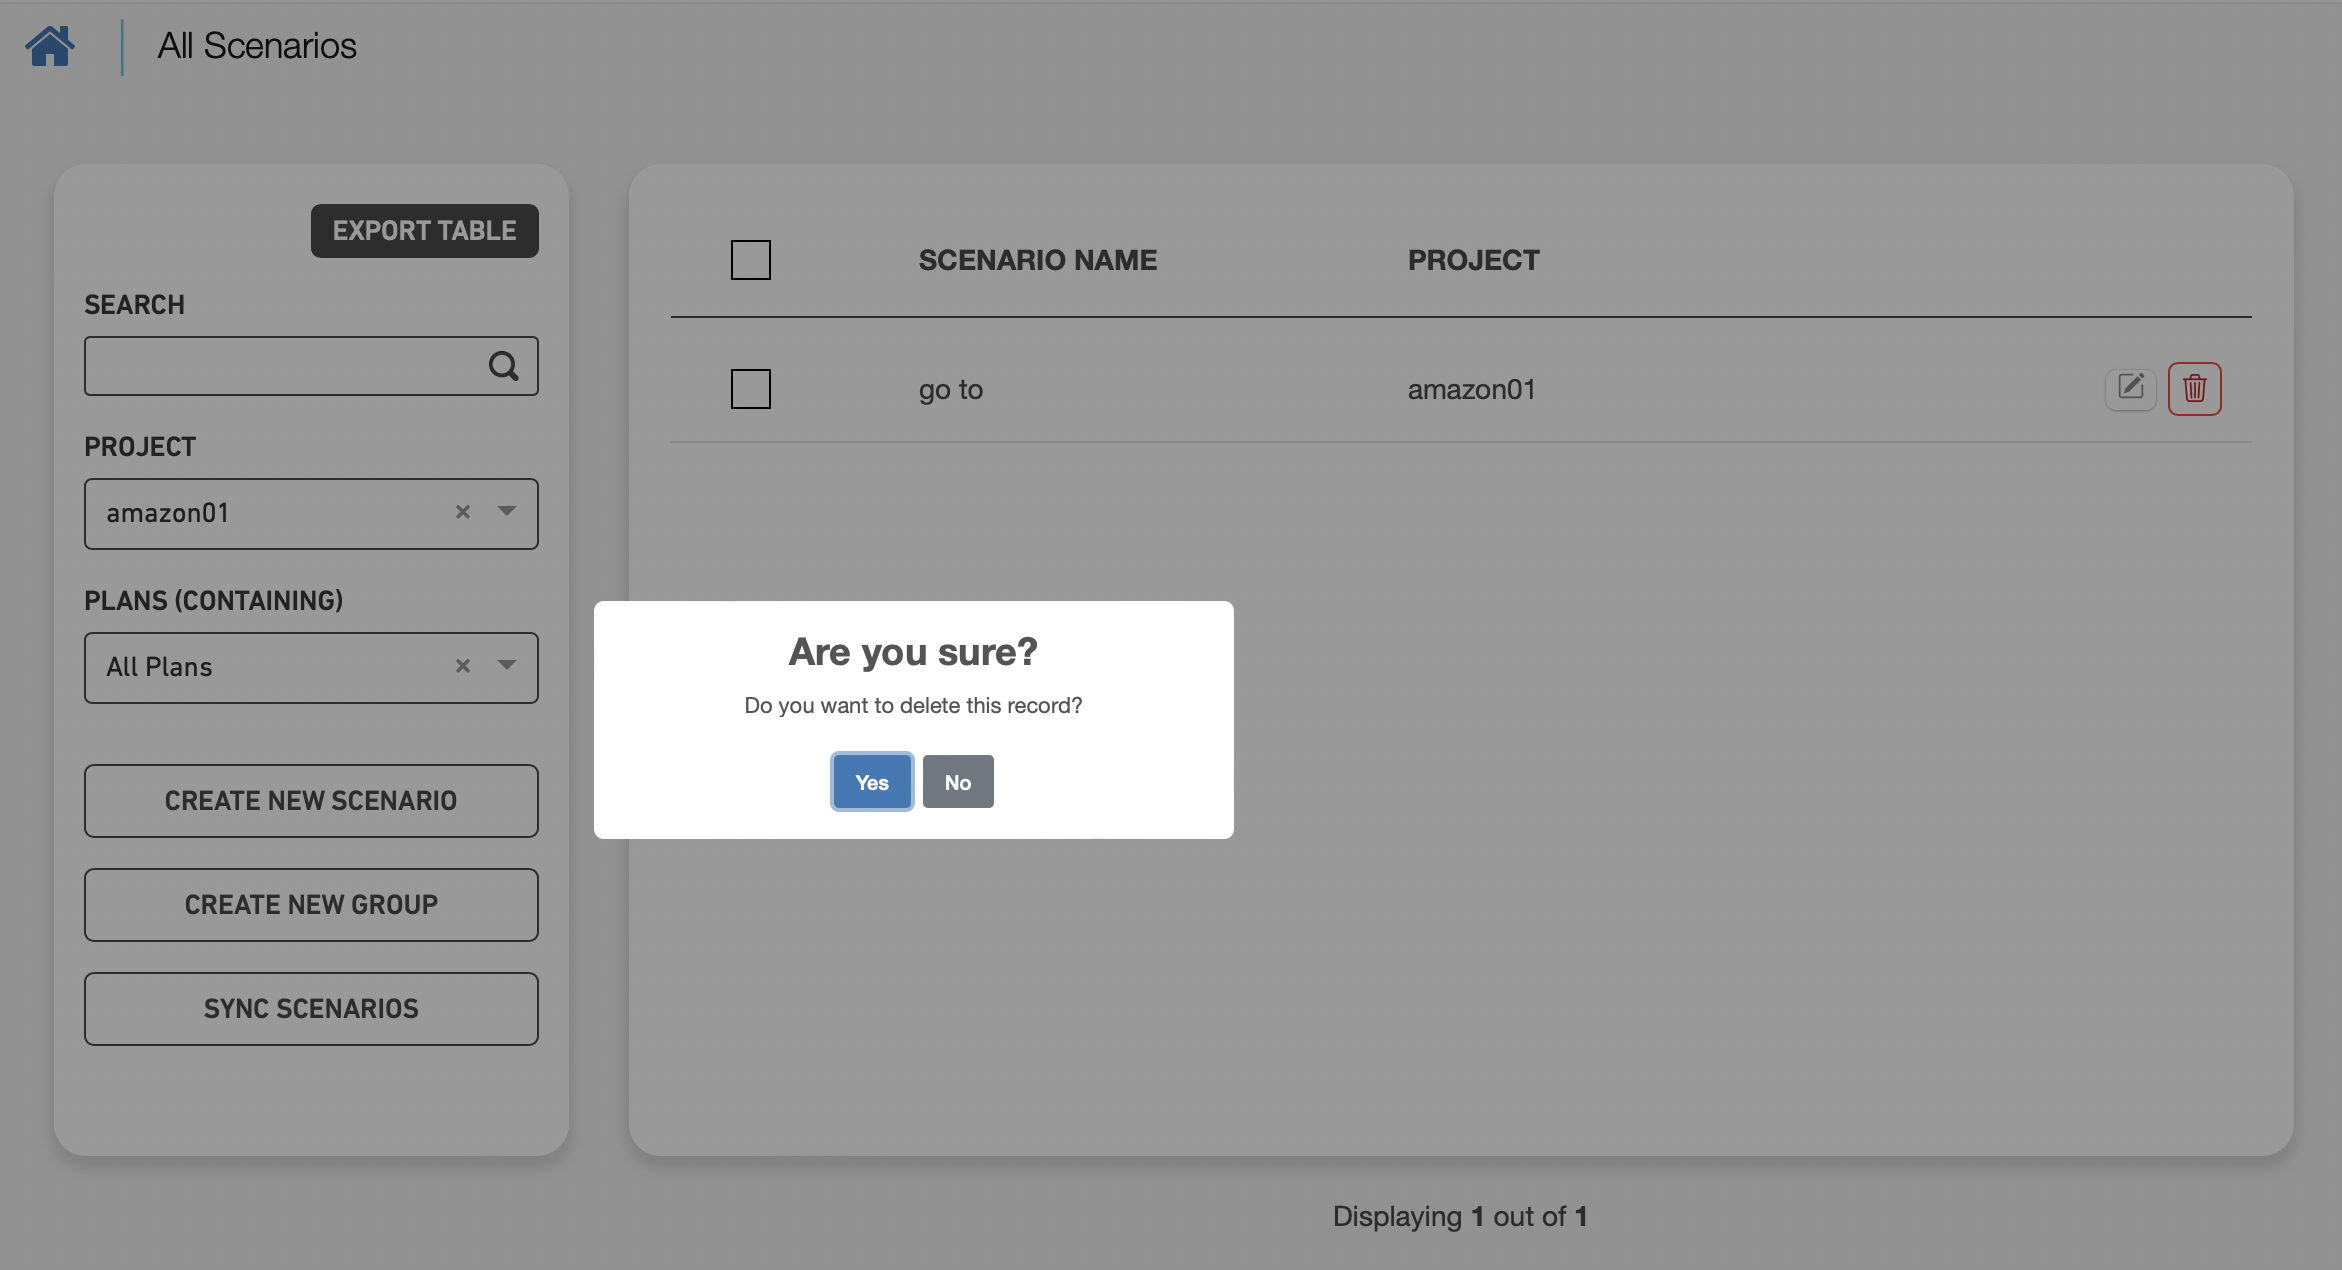 All Scenarios
EXPORT TABLE
SEARCH
PROJECT
amazon01
PLANS (CONTAINING)
All Plans
CREATE NEW SCENARIO
CREATE NEW GROUP
SYNC SCENARIOS
SCENARIO NAME PROJECT
go to amazon01
Are you sure?
Do you want to delete this record?
Yes No
Displaying 1 out of 1